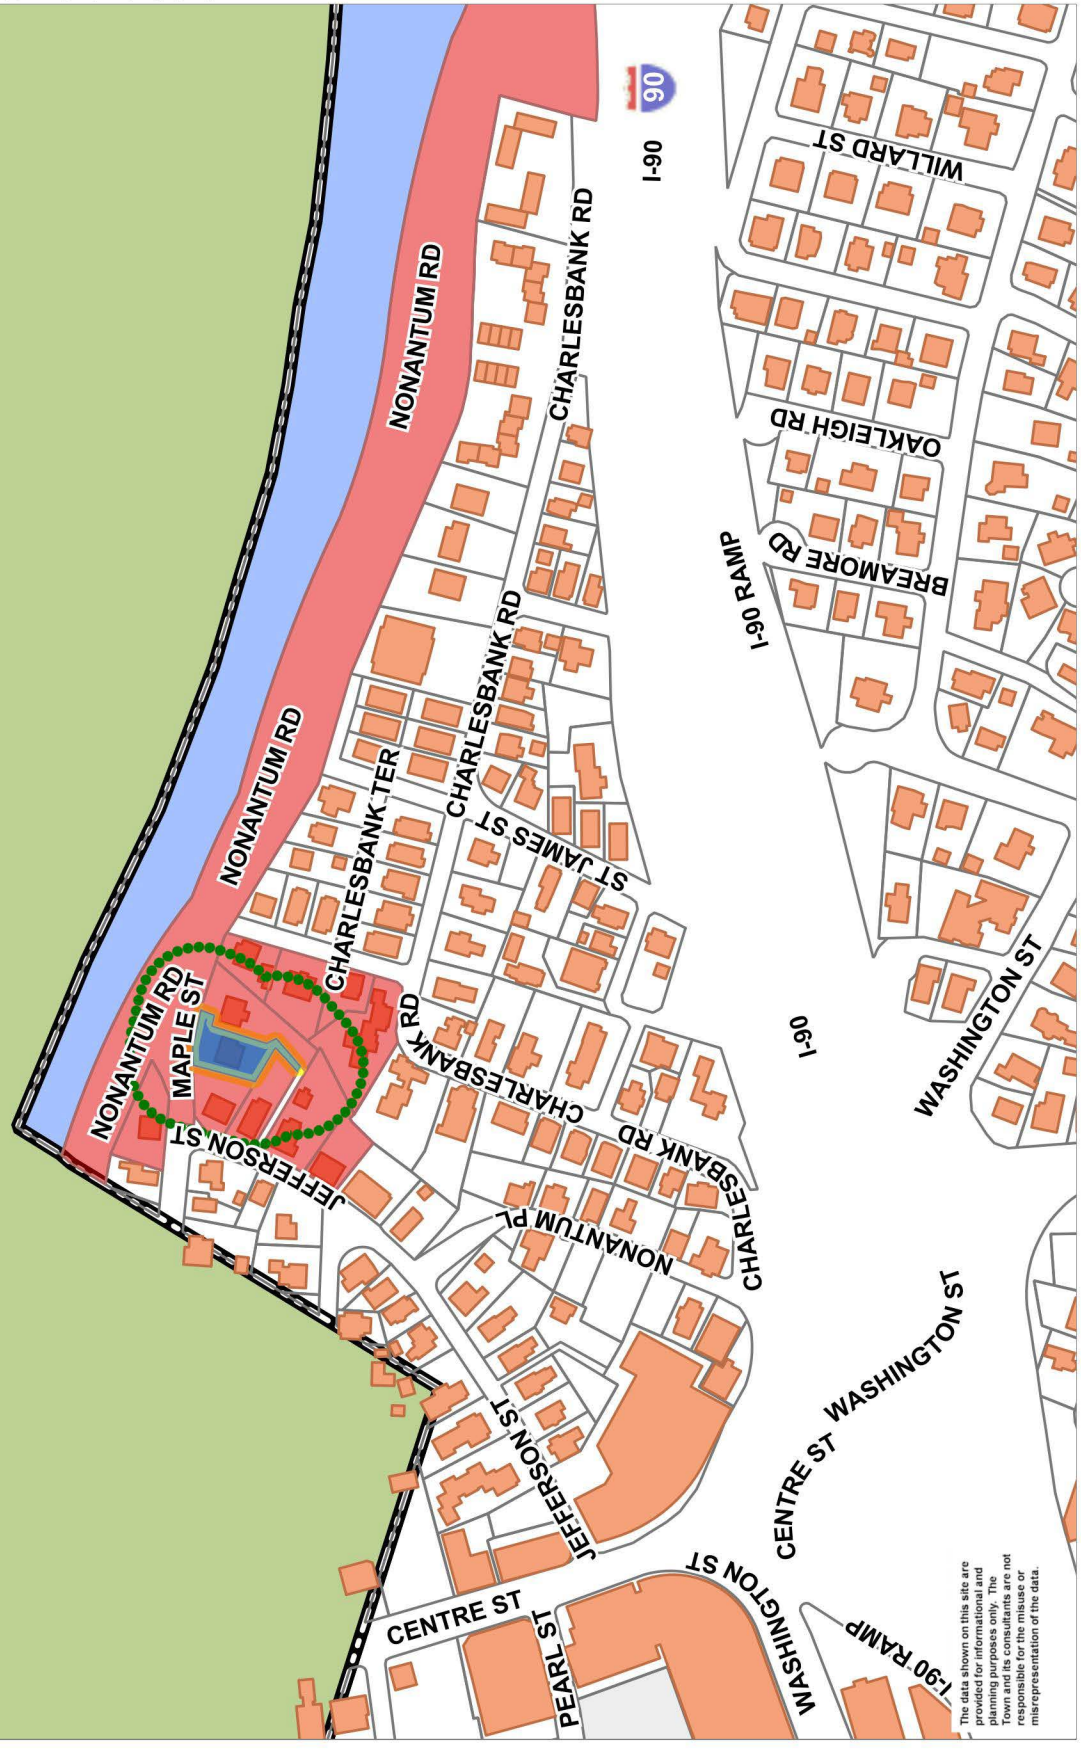 90
I-90
WILLARD ST
NONANTUM RD
CHARLESBANK RD
OAKLEIGH RD
BREAMORE RD
I-90 RAMP
CHARLESBANK RD
NONANTUM RD
CHARLESBANK TER
ST JAMES ST
NONANTUM RD
MAPLE ST
CHARLESBANK RD
I-90
WASHINGTON ST
JEFFERSON ST
CHARLESBANK
CHARLESBANK RD
NONANTUM PL
WASHINGTON ST
CENTRE ST
JEFFERSON ST
WASHINGTON ST
CENTRE ST
PEARL ST
I-90 RAMP
The data shown on this site are
provided for informational and
planning purposes only. The
Town and its consultants are not
responsible for the misuse or
misrepresentation of the data.